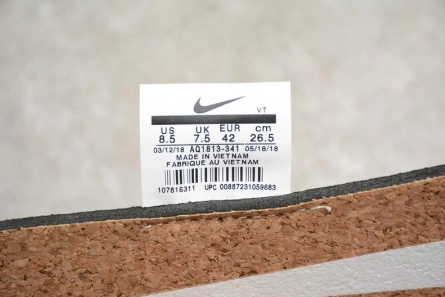 VT
US UK EUR cm
8.5 7.5 42 26.5
03/12/18 AQ1813-341 05/18/18
MADE IN VIETNAM
FABRIQUE AU VIETNAM
107816311 UPC 00887231059683